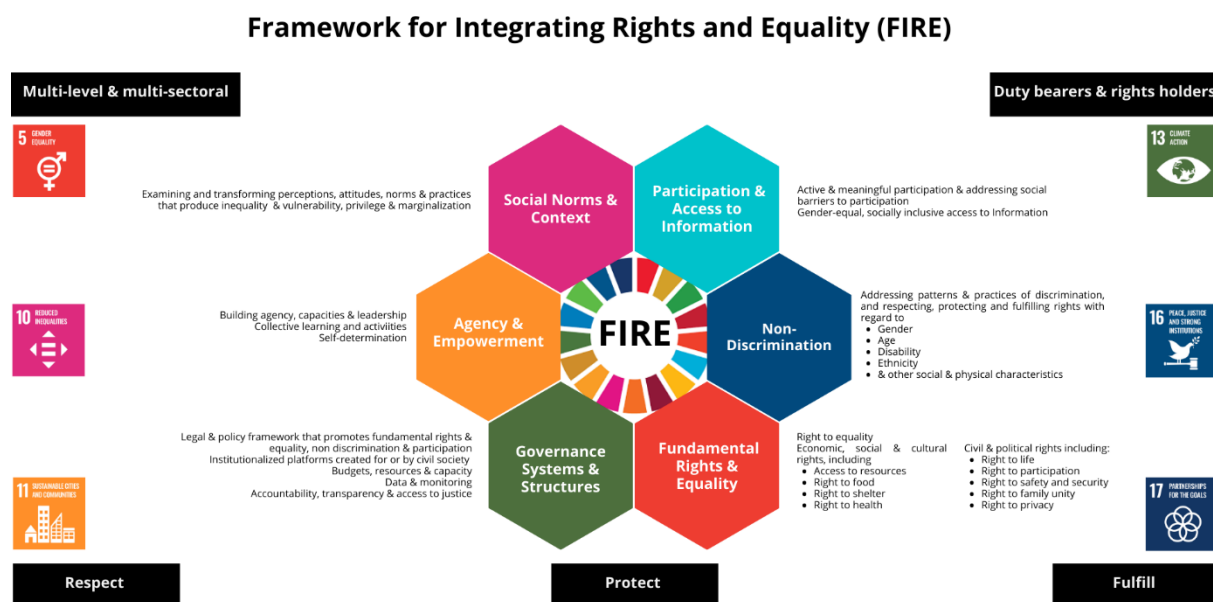 Framework for Integrating Rights and Equality (FIRE)
Multi-level & multi-sectoral
Duty bearers & rights holders
5 GENDER
EQUALITY
13 CLIMATE
ACTION
Examining and transforming perceptions, attitudes, norms & practices
that produce inequality & vulnerability, privilege & marginalization
Social Norms &
Context
Participation &
Access to
Information
Active & meaningful participation & addressing social
barriers to participation
Gender-equal, socially inclusive access to Information
10 REDUCED
INEQUALITIES
Building agency, capacities & leadership
Collective learning and activiities
Self-determination
Agency &
Empowerment
FIRE
Non-
Discrimination
Addressing patterns & practices of discrimination,
and respecting, protecting and fulfilling rights with
regard to
• Gender
• Age
• Disability
• Ethnicity
• & other social & physical characteristics
16 PEACE, JUSTICE
AND STRONG
INSTITUTIONS
Legal & policy framework that promotes fundamental rights &
equality, non discrimination & participation
Institutionalized platforms created for or by civil society
Budgets, resources & capacity
Data & monitoring
Accountability, transparency & access to justice
Governance
Systems &
Structures
Fundamental
Rights &
Equality
Right to equality
Economic, social & cultural
rights, including
• Access to resources
• Right to food
• Right to shelter
• Right to health
Civil & political rights including:
• Right to life
• Right to participation
• Right to safety and security
• Right to family unity
• Right to privacy
11 SUSTAINABLE CITIES
AND COMMUNITIES
17 PARTNERSHIPS
FOR THE GOALS
Respect
Protect
Fulfill